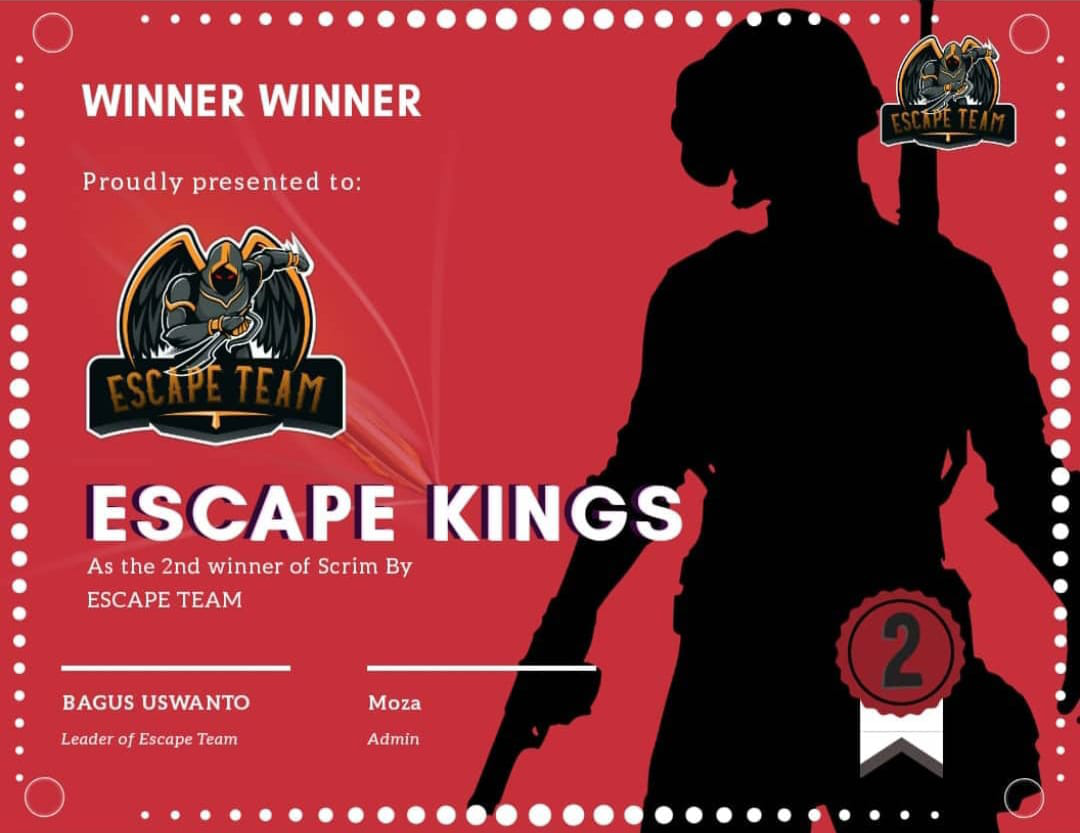 WINNER WINNER
ESCAPE TEAM
Proudly presented to:
ESCAPE TEAM
ESCAPE KINGS
As the 2nd winner of Scrim By
ESCAPE TEAM
2
BAGUS USWANTO
Moza
Leader of Escape Team
Admin